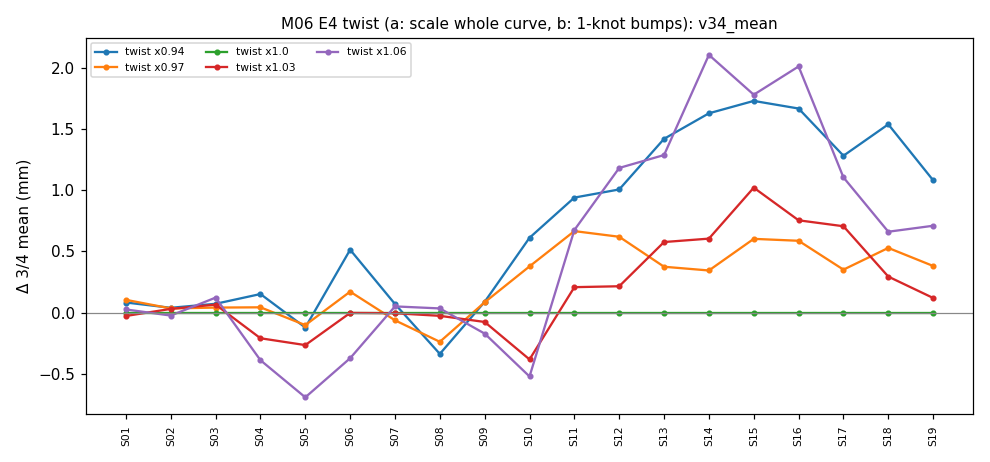 M06 E4 twist (a: scale whole curve, b: 1-knot bumps): v34_mean
twist x0.94
twist x0.97
twist x1.0
twist x1.03
twist x1.06
Δ 3/4 mean (mm)
2.0
1.5
1.0
0.5
0.0
−0.5
S01
S02
S03
S04
S05
S06
S07
S08
S09
S10
S11
S12
S13
S14
S15
S16
S17
S18
S19